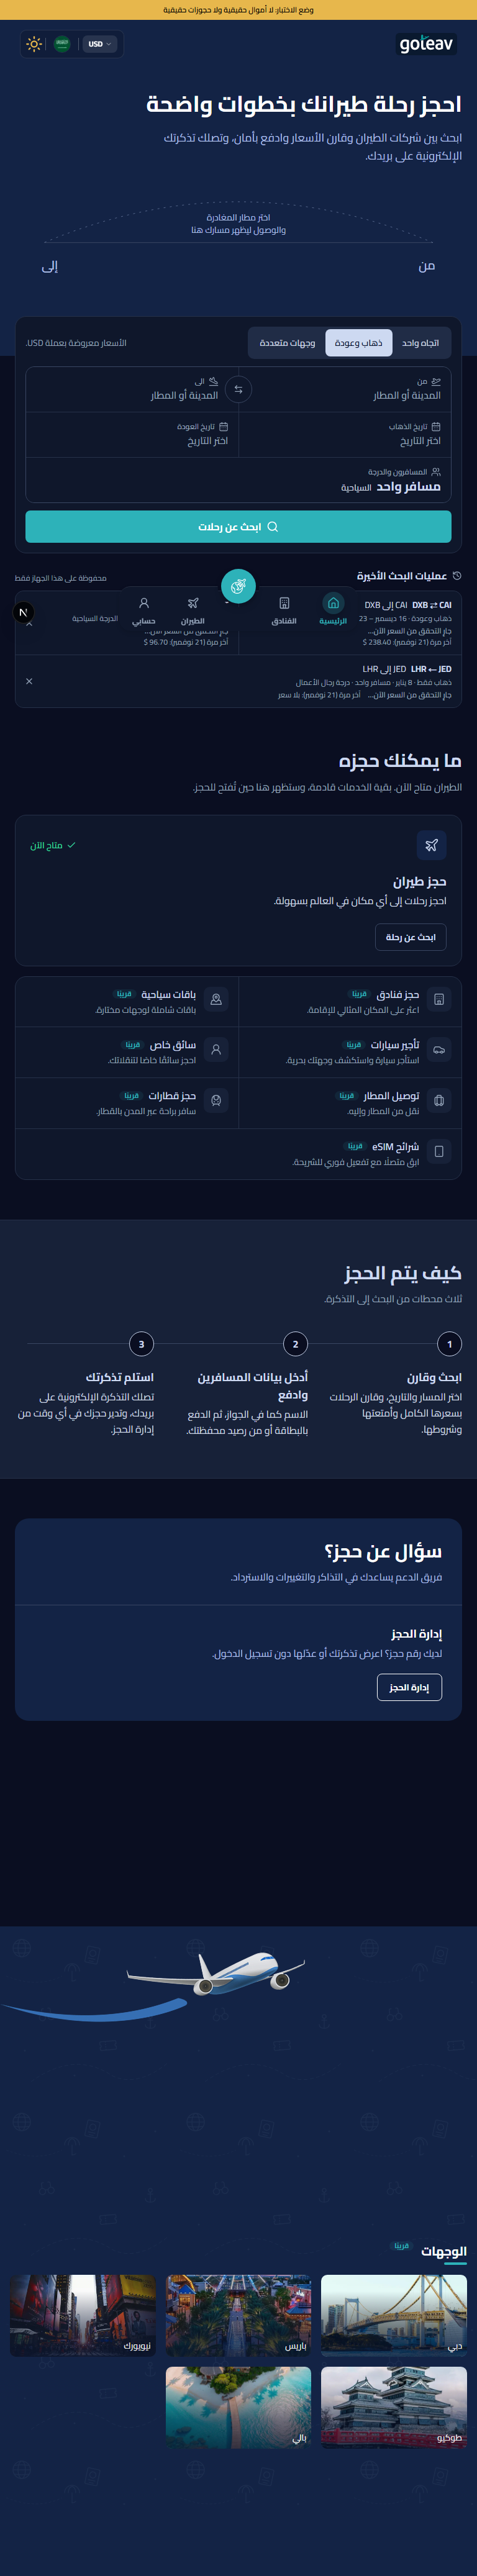 وضع الاختبار: لا أموال حقيقية ولا حجوزات حقيقية
goteav
USD
احجز رحلة طيرانك بخطوات واضحة
ابحث بين شركات الطيران وقارن الأسعار وادفع بأمان، وتصلك تذكرتك
الإلكترونية على بريدك.
اختر مطار المغادرة
والوصول ليظهر مسارك هنا
من
إلى
اتجاه واحد
ذهاب وعودة
وجهات متعددة
الأسعار معروضة بعملة USD.
من
المدينة أو المطار
الى
المدينة أو المطار
تاريخ الذهاب
اختر التاريخ
تاريخ العودة
اختر التاريخ
المسافرون والدرجة
مسافر واحد السياحية
ابحث عن رحلات
عمليات البحث الأخيرة
محفوظة على هذا الجهاز فقط
CAI ⇄ DXB CAI إلى DXB
ذهاب وعودة · 16 ديسمبر – 23
الدرجة السياحية
جارٍ التحقق من السعر الآن...
آخر مرة (21 نوفمبر): 238.40 $
جارٍ التحقق من السعر الآن...
آخر مرة (21 نوفمبر): 96.70 $
الرئيسية
الفنادق
الطيران
حسابي
N
JED ← LHR JED إلى LHR
ذهاب فقط · 8 يناير · مسافر واحد · درجة رجال الأعمال
جارٍ التحقق من السعر الآن... آخر مرة (21 نوفمبر): بلا سعر
ما يمكنك حجزه
الطيران متاح الآن. بقية الخدمات قادمة، وستظهر هنا حين تُفتح للحجز.
متاح الآن
حجز طيران
احجز رحلات إلى أي مكان في العالم بسهولة.
ابحث عن رحلة
حجز فنادق قريبًا
اعثر على المكان المثالي للإقامة.
باقات سياحية قريبًا
باقات شاملة لوجهات مختارة.
تأجير سيارات قريبًا
استأجر سيارة واستكشف وجهتك بحرية.
سائق خاص قريبًا
احجز سائقًا خاصًا لتنقلاتك.
توصيل المطار قريبًا
نقل من المطار وإليه.
حجز قطارات قريبًا
سافر براحة عبر المدن بالقطار.
شرائح eSIM قريبًا
ابقَ متصلًا مع تفعيل فوري للشريحة.
كيف يتم الحجز
ثلاث محطات من البحث إلى التذكرة.
1
ابحث وقارن
اختر المسار والتاريخ، وقارن الرحلات
بسعرها الكامل وأمتعتها
وشروطها.
2
أدخل بيانات المسافرين
وادفع
الاسم كما في الجواز، ثم الدفع
بالبطاقة أو من رصيد محفظتك.
3
استلم تذكرتك
تصلك التذكرة الإلكترونية على
بريدك، وتدير حجزك في أي وقت من
إدارة الحجز.
سؤال عن حجز؟
فريق الدعم يساعدك في التذاكر والتغييرات والاسترداد.
إدارة الحجز
لديك رقم حجز؟ اعرض تذكرتك أو عدّلها دون تسجيل الدخول.
إدارة الحجز
الوجهات قريبًا
دبي
باريس
نيويورك
طوكيو
بالي